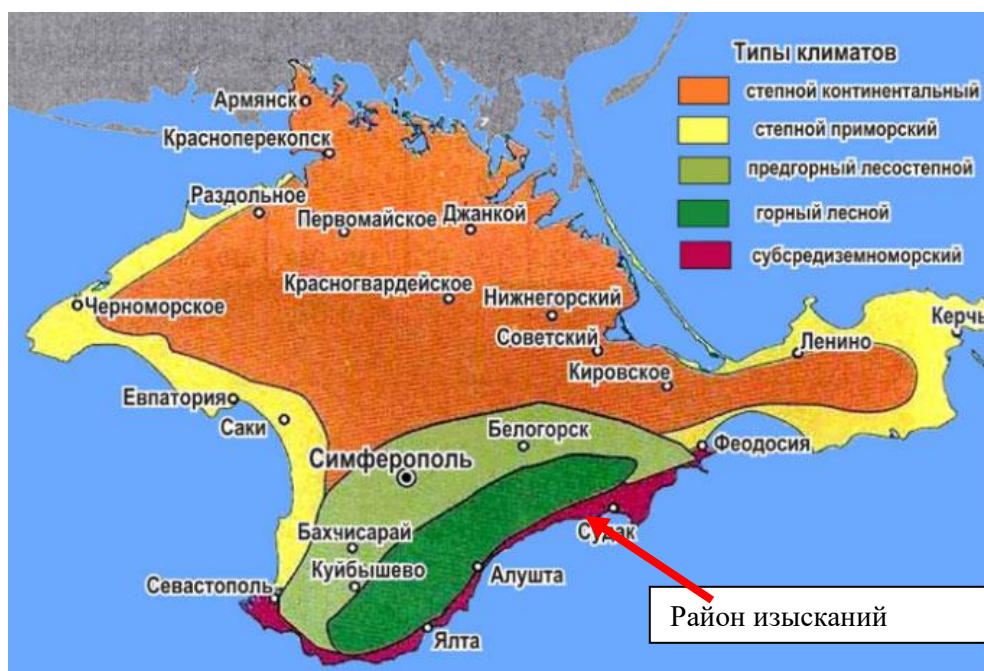 Типы климатов
степной континентальный
степной приморский
предгорный лесостепной
горный лесной
субсредиземноморский
Армянск
Красноперекопск
Раздольное
Первомайское
Джанкой
Красногвардейское
Нижнегорский
Черноморское
Советский
Керчь
Ленино
Кировское
Евпатория
Саки
Белогорск
Феодосия
Симферополь
Судак
Бахчисарай
Куйбышево
Алушта
Севастополь
Ялта
Район изысканий